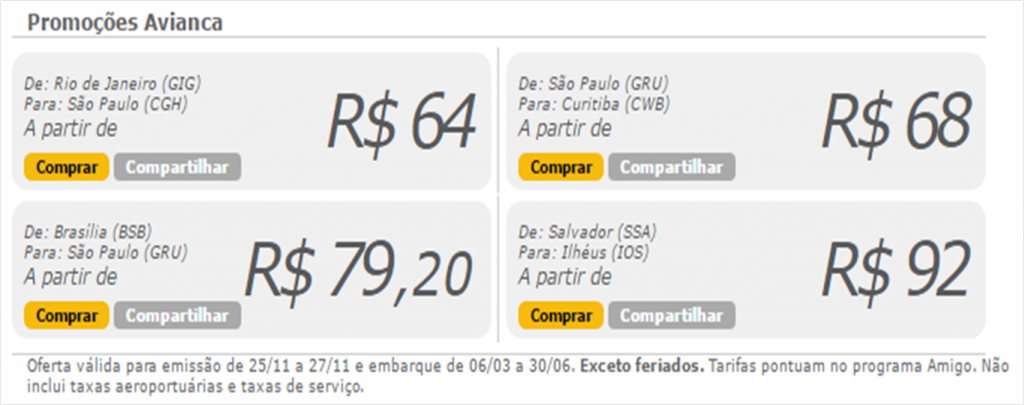 Promoções Avianca
De: Rio de Janeiro (GIG)
Para: São Paulo (CGH)
A partir de
R$ 64
Comprar Compartilhar
De: São Paulo (GRU)
Para: Curitiba (CWB)
A partir de
R$ 68
Comprar Compartilhar
De: Brasília (BSB)
Para: São Paulo (GRU)
A partir de
R$ 79,20
Comprar Compartilhar
De: Salvador (SSA)
Para: Ilhéus (IOS)
A partir de
R$ 92
Comprar Compartilhar
Oferta válida para emissão de 25/11 a 27/11 e embarque de 06/03 a 30/06. Exceto feriados. Tarifas pontuam no programa Amigo. Não
inclui taxas aeroportuárias e taxas de serviço.